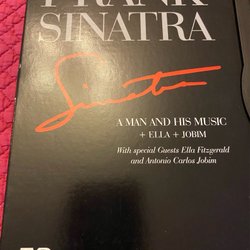 FRANK
SINATRA
Sinatra
A MAN AND HIS MUSIC
+ ELLA + JOBIM
With special Guests Ella Fitzgerald
and Antonio Carlos Jobim